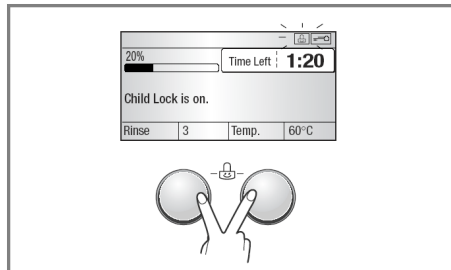 20%
Time Left 1:20
Child Lock is on.
Rinse 3 Temp. 60°C